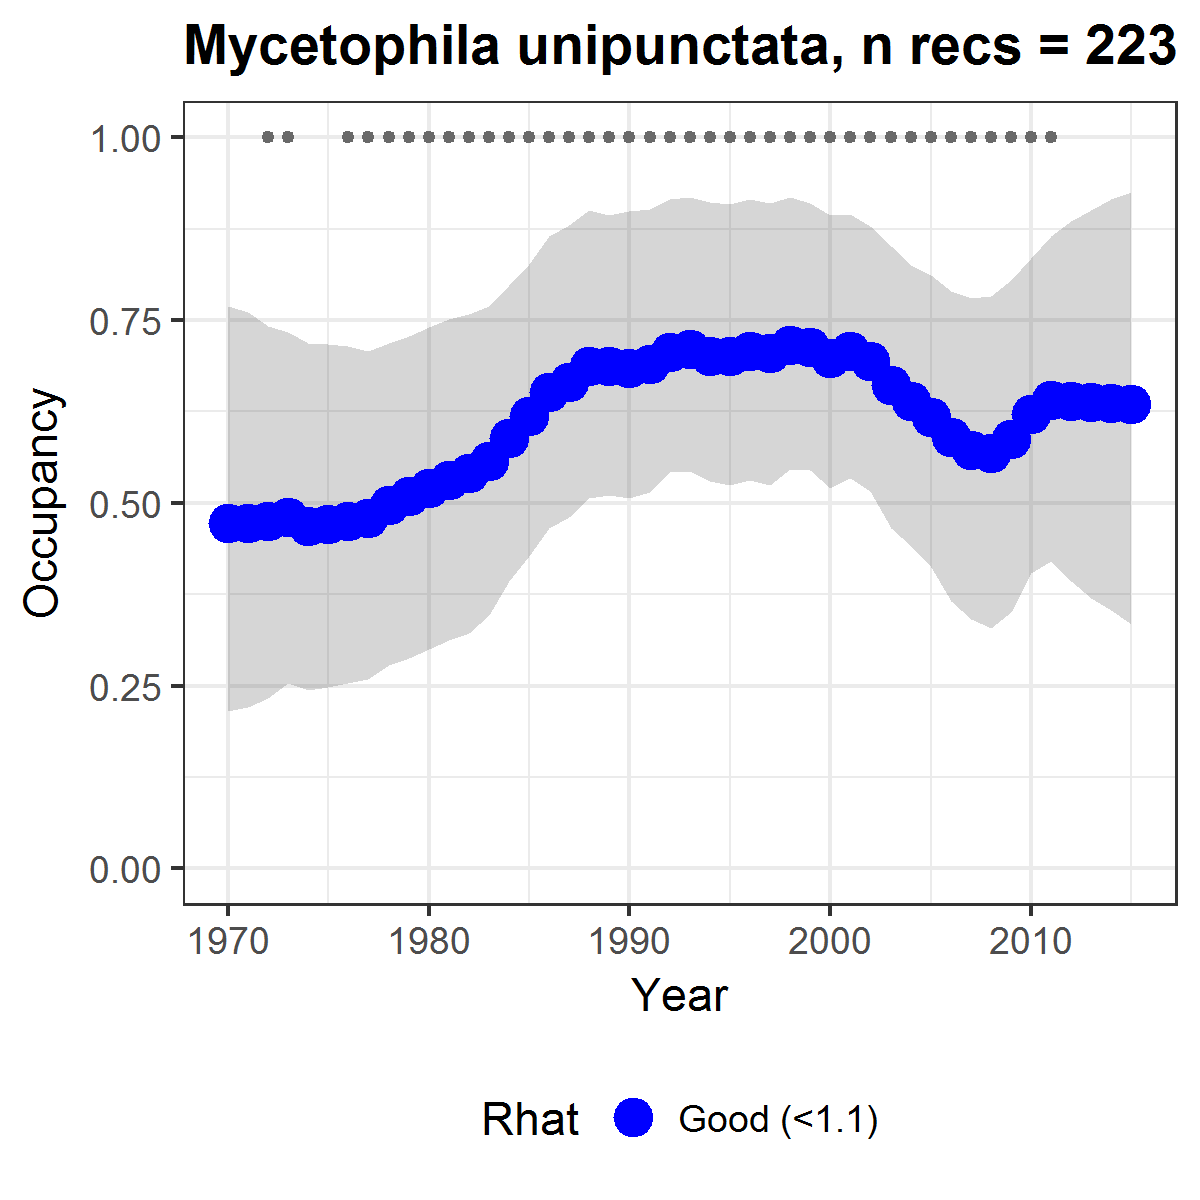 Mycetophila unipunctata, n recs = 223
1.00
0.75
0.50
0.25
0.00
Occupancy
1970 1980 1990 2000 2010
Year
Rhat Good (<1.1)